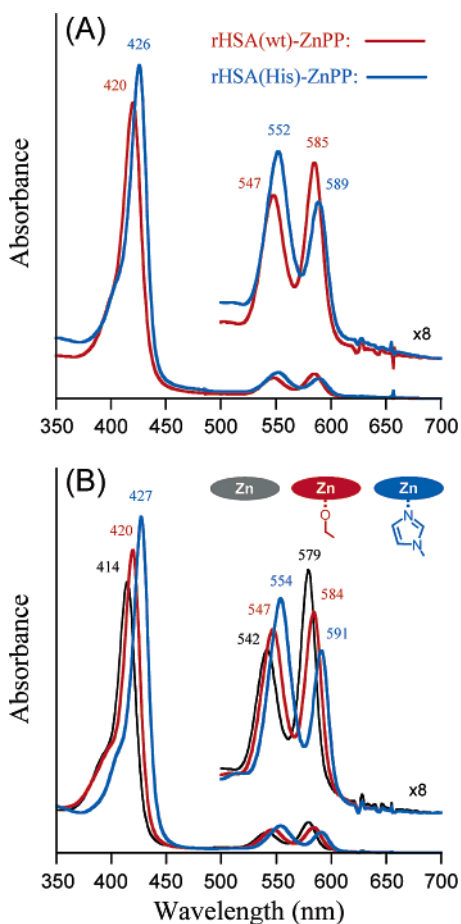 (A)
rHSA(wt)-ZnPP:
rHSA(His)-ZnPP:
426
420
552
585
547
589
x8
Absorbance
350 400 450 500 550 600 650 700
(B)
Zn Zn Zn
O
N
N
427
420
414
579
554
584
547
591
542
x8
Absorbance
350 400 450 500 550 600 650 700
Wavelength (nm)